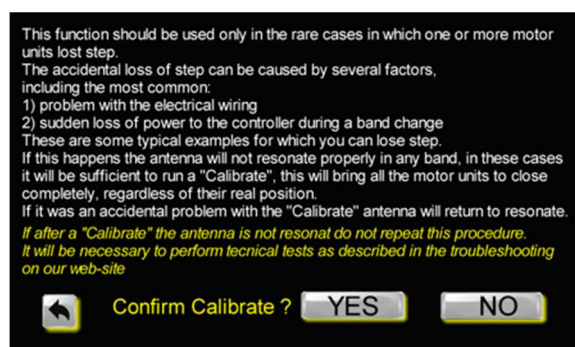 This function should be used only in the rare cases in which one or more motor
units lost step.
The accidental loss of step can be caused by several factors,
including the most common:
1) problem with the electrical wiring
2) sudden loss of power to the controller during a band change
These are some typical examples for which you can lose step.
If this happens the antenna will not resonate properly in any band, in these cases
it will be sufficient to run a "Calibrate", this will bring all the motor units to close
completely, regardless of their real position.
If it was an accidental problem with the "Calibrate" antenna will return to resonate.
If after a "Calibrate" the antenna is not resonat do not repeat this procedure.
It will be necessary to perform tecnical tests as described in the troubleshooting
on our web-site
Confirm Calibrate ? YES NO